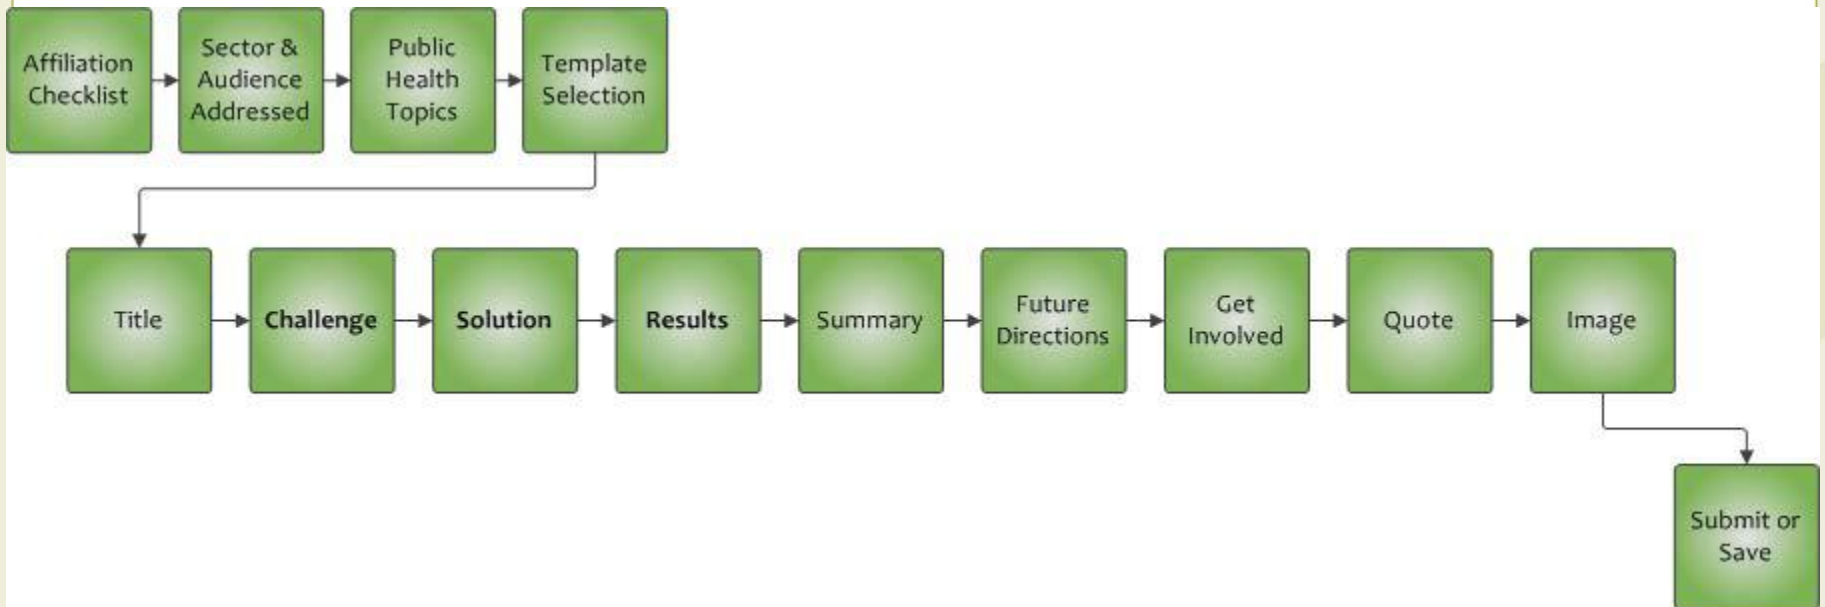 Affiliation
Checklist
Sector &
Audience
Addressed
Public
Health
Topics
Template
Selection
Title
Challenge
Solution
Results
Summary
Future
Directions
Get
Involved
Quote
Image
Submit or
Save